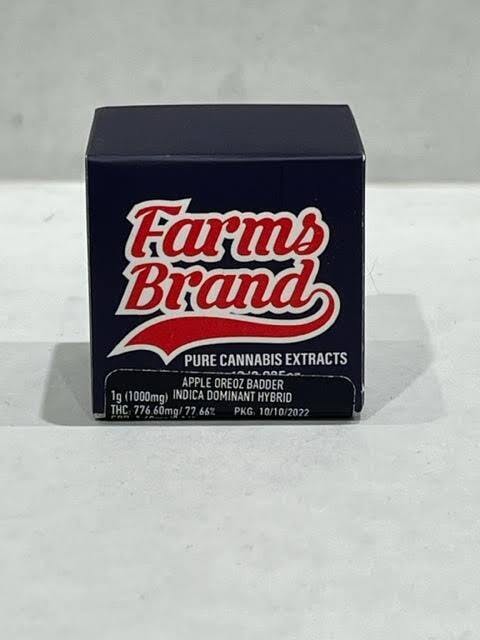 Farms
Brand
PURE CANNABIS EXTRACTS
APPLE OREOZ BADDER
1g (1000mg) INDICA DOMINANT HYBRID
THC: 776.60mg/77.66% PKG: 10/10/2022